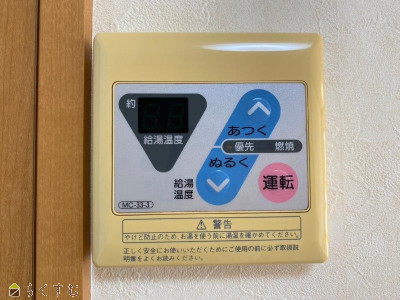 約
給湯温度
あつく
優先 燃焼
ぬるく
給湯
温度
運転
MC-33-3
⚠ 警告
やけど防止のため、お湯を使う前に湯温を確かめてください。
正しく安全にお使いいただくためにご使用の前に必ず取扱説
明書をよくお読みください。
らくすむ